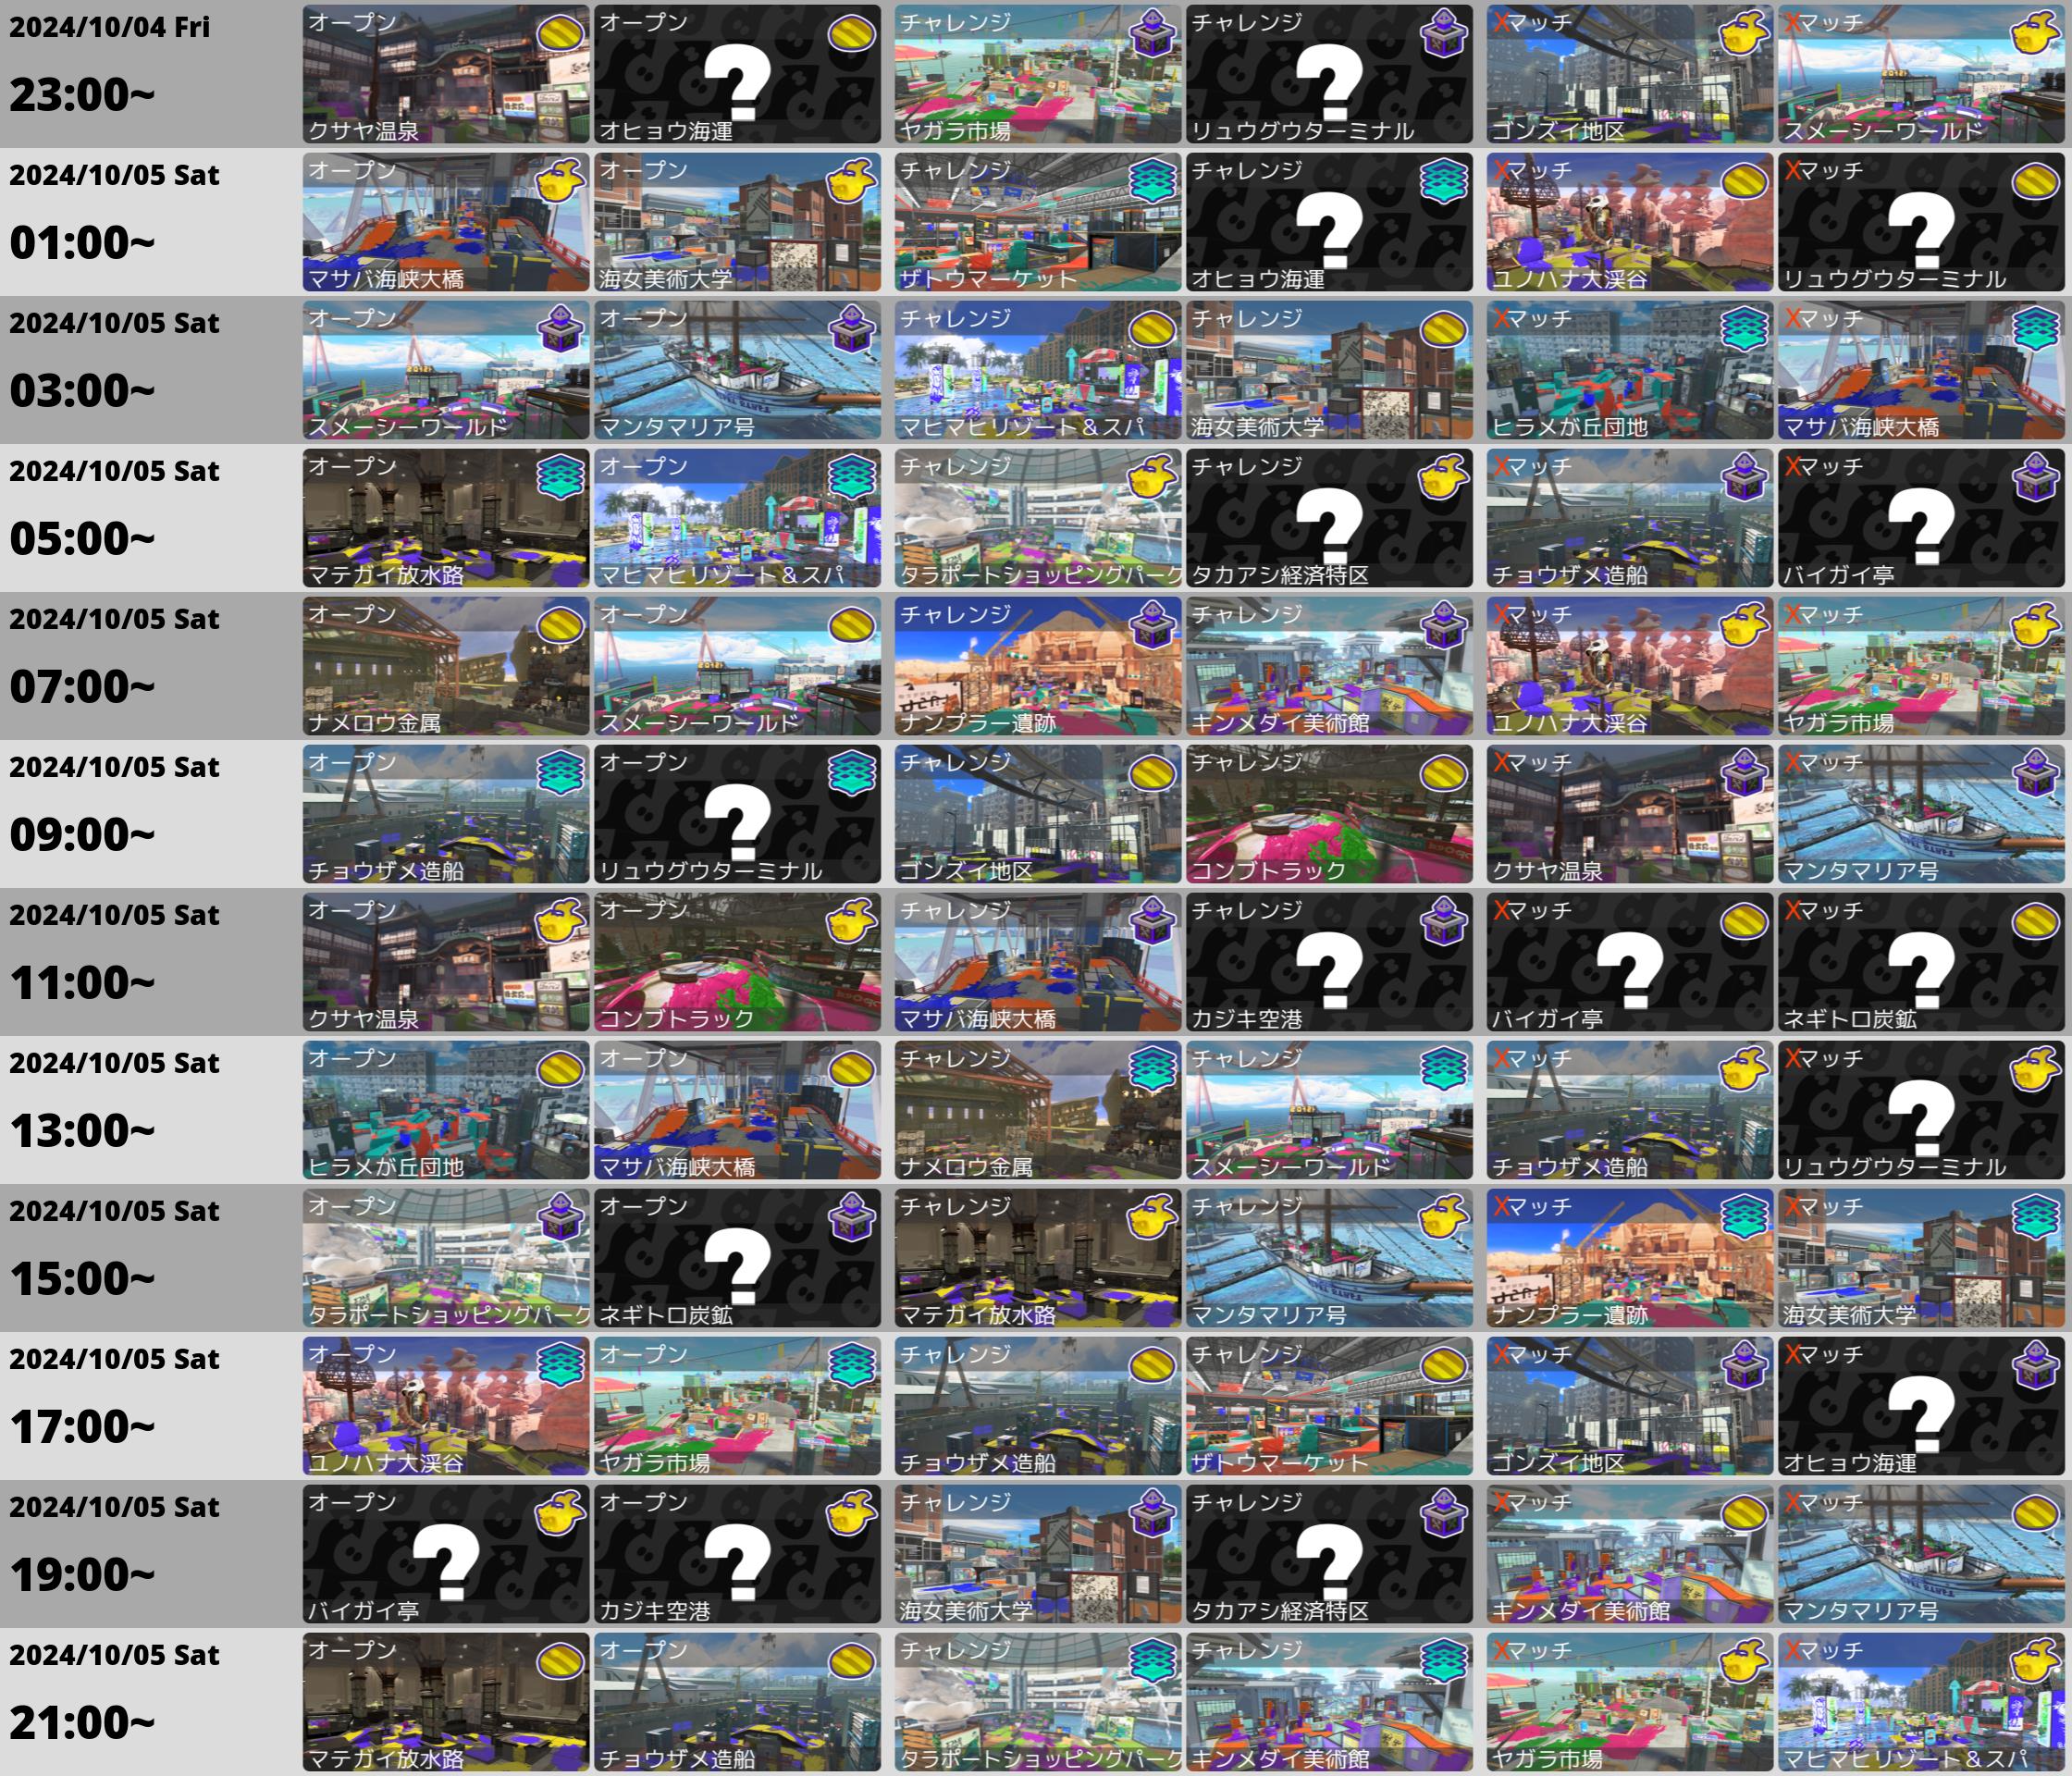 2024/10/04 Fri
23:00~
オープン
クサヤ温泉
オープン
オヒョウ海運
チャレンジ
ヤガラ市場
チャレンジ
リュウグウターミナル
Xマッチ
ゴンズイ地区
Xマッチ
スメーシーワールド
2024/10/05 Sat
01:00~
オープン
マサバ海峡大橋
オープン
海女美術大学
チャレンジ
ザトウマーケット
チャレンジ
オヒョウ海運
Xマッチ
ユノハナ大渓谷
Xマッチ
リュウグウターミナル
2024/10/05 Sat
03:00~
オープン
スメーシーワールド
オープン
マンタマリア号
チャレンジ
マヒマヒリゾート＆スパ
チャレンジ
海女美術大学
Xマッチ
ヒラメが丘団地
Xマッチ
マサバ海峡大橋
2024/10/05 Sat
05:00~
オープン
マテガイ放水路
オープン
マヒマヒリゾート＆スパ
チャレンジ
タラポートショッピングパーク
チャレンジ
タカアシ経済特区
Xマッチ
チョウザメ造船
Xマッチ
バイガイ亭
2024/10/05 Sat
07:00~
オープン
ナメロウ金属
オープン
スメーシーワールド
チャレンジ
ナンプラー遺跡
チャレンジ
キンメダイ美術館
Xマッチ
ユノハナ大渓谷
Xマッチ
ヤガラ市場
2024/10/05 Sat
09:00~
オープン
チョウザメ造船
オープン
リュウグウターミナル
チャレンジ
ゴンズイ地区
チャレンジ
コンブトラック
Xマッチ
クサヤ温泉
Xマッチ
マンタマリア号
2024/10/05 Sat
11:00~
オープン
クサヤ温泉
オープン
コンブトラック
チャレンジ
マサバ海峡大橋
チャレンジ
カジキ空港
Xマッチ
バイガイ亭
Xマッチ
ネギトロ炭鉱
2024/10/05 Sat
13:00~
オープン
ヒラメが丘団地
オープン
マサバ海峡大橋
チャレンジ
ナメロウ金属
チャレンジ
スメーシーワールド
Xマッチ
チョウザメ造船
Xマッチ
リュウグウターミナル
2024/10/05 Sat
15:00~
オープン
タラポートショッピングパーク
オープン
ネギトロ炭鉱
チャレンジ
マテガイ放水路
チャレンジ
マンタマリア号
Xマッチ
ナンプラー遺跡
Xマッチ
海女美術大学
2024/10/05 Sat
17:00~
オープン
ユノハナ大渓谷
オープン
ヤガラ市場
チャレンジ
チョウザメ造船
チャレンジ
ザトウマーケット
Xマッチ
ゴンズイ地区
Xマッチ
オヒョウ海運
2024/10/05 Sat
19:00~
オープン
バイガイ亭
オープン
カジキ空港
チャレンジ
海女美術大学
チャレンジ
タカアシ経済特区
Xマッチ
キンメダイ美術館
Xマッチ
マンタマリア号
2024/10/05 Sat
21:00~
オープン
マテガイ放水路
オープン
チョウザメ造船
チャレンジ
タラポートショッピングパーク
チャレンジ
キンメダイ美術館
Xマッチ
ヤガラ市場
Xマッチ
マヒマヒリゾート＆スパ